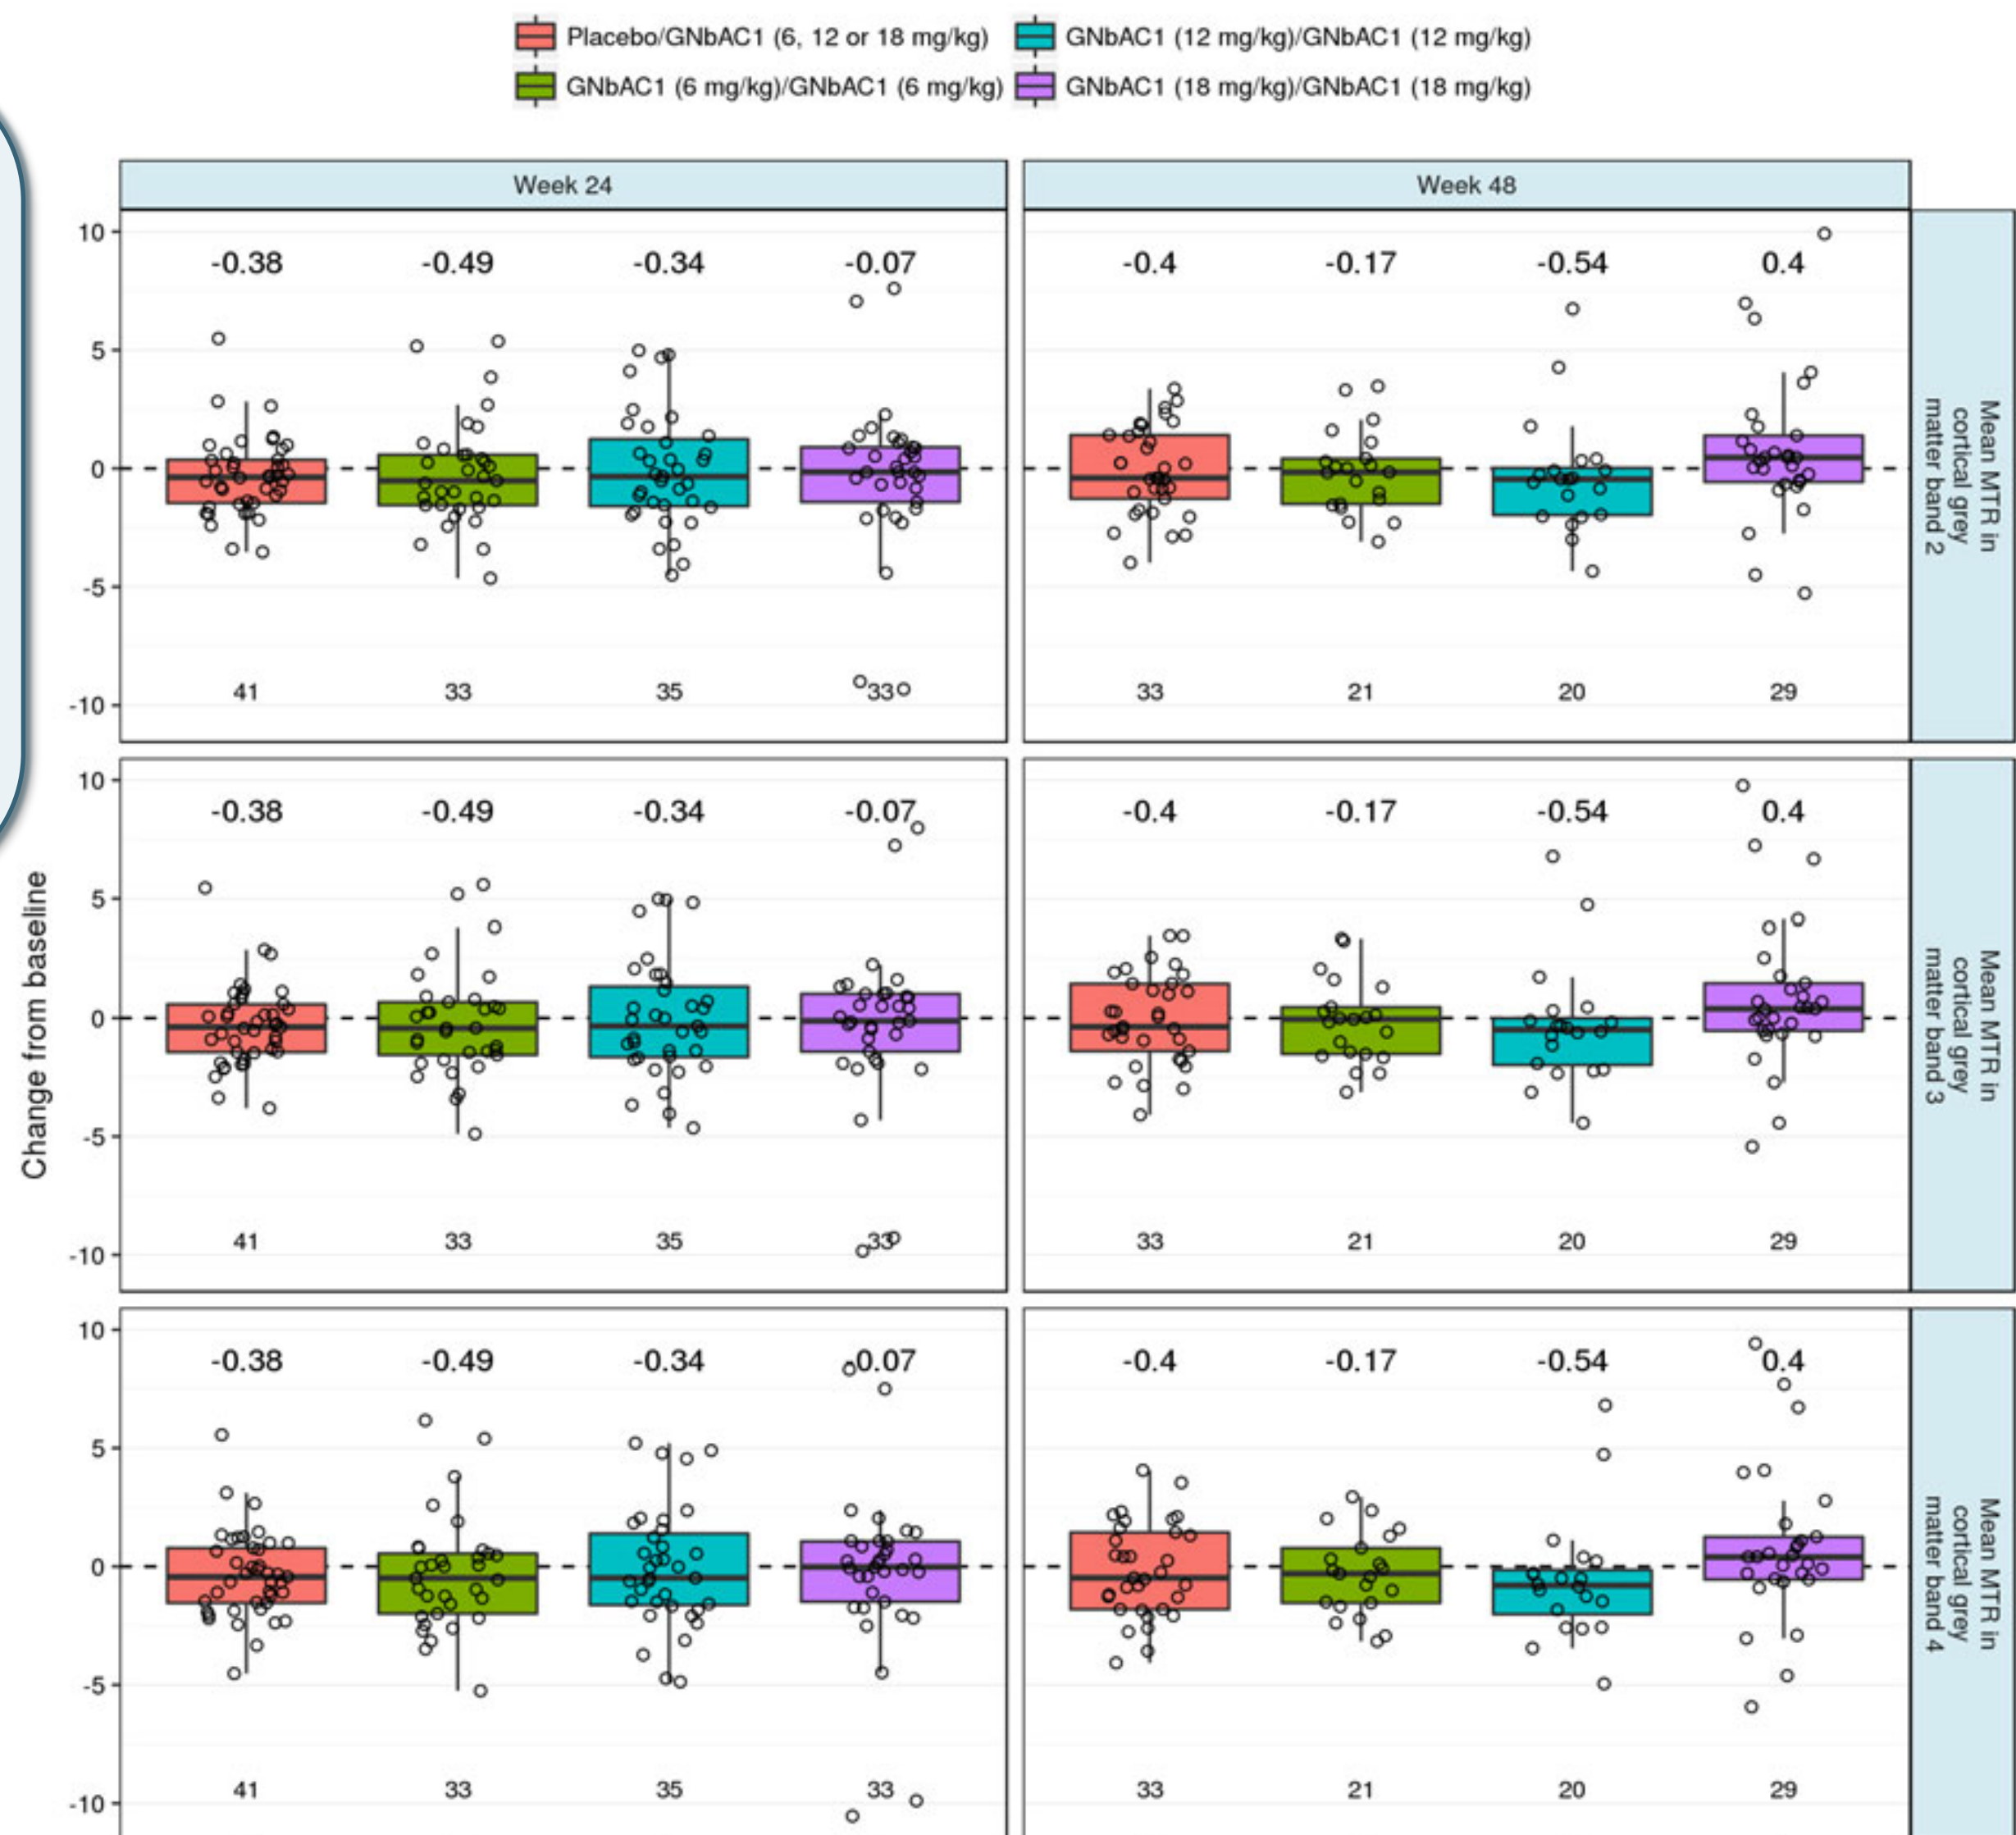 Placebo/GNbAC1 (6, 12 or 18 mg/kg)
GNbAC1 (12 mg/kg)/GNbAC1 (12 mg/kg)
GNbAC1 (6 mg/kg)/GNbAC1 (6 mg/kg)
GNbAC1 (18 mg/kg)/GNbAC1 (18 mg/kg)
Week 24
Week 48
Change from baseline
10
5
0
-5
-10
-0.38 -0.49 -0.34 -0.07
41 33 35 33
-0.4 -0.17 -0.54 0.4
33 21 20 29
Mean MTR in
cortical grey
matter band 2
10
5
0
-5
-10
-0.38 -0.49 -0.34 -0.07
41 33 35 33
-0.4 -0.17 -0.54 0.4
33 21 20 29
Mean MTR in
cortical grey
matter band 3
10
5
0
-5
-10
-0.38 -0.49 -0.34 -0.07
41 33 35 33
-0.4 -0.17 -0.54 0.4
33 21 20 29
Mean MTR in
cortical grey
matter band 4